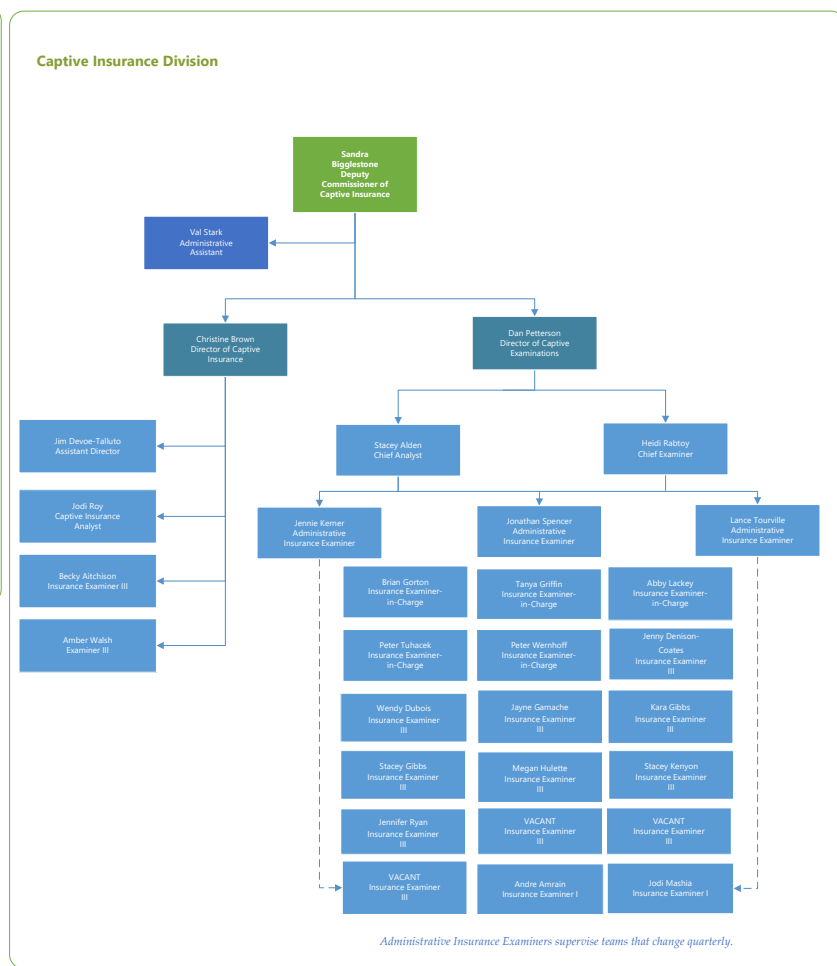 Captive Insurance Division
Sandra
Bigglestone
Deputy
Commissioner of
Captive Insurance
Val Stark
Administrative
Assistant
Christine Brown
Director of Captive
Insurance
Dan Petterson
Director of Captive
Examinations
Jim Devoe-Talluto
Assistant Director
Jodi Roy
Captive Insurance
Analyst
Becky Aitchison
Insurance Examiner III
Amber Walsh
Examiner III
Stacey Alden
Chief Analyst
Heidi Rabtoy
Chief Examiner
Jennie Kerner
Administrative
Insurance Examiner
Jonathan Spencer
Administrative
Insurance Examiner
Lance Tourville
Administrative
Insurance Examiner
Brian Gorton
Insurance Examiner-
in-Charge
Tanya Griffin
Insurance Examiner-
in-Charge
Abby Lackey
Insurance Examiner-
in-Charge
Peter Tuhacek
Insurance Examiner-
in-Charge
Peter Wernhoff
Insurance Examiner-
in-Charge
Jenny Denison-
Coates
Insurance Examiner
III
Wendy Dubois
Insurance Examiner
III
Jayne Gamache
Insurance Examiner
III
Kara Gibbs
Insurance Examiner
III
Stacey Gibbs
Insurance Examiner
III
Megan Hulette
Insurance Examiner
III
Stacey Kenyon
Insurance Examiner
III
Jennifer Ryan
Insurance Examiner
III
VACANT
Insurance Examiner
III
VACANT
Insurance Examiner
III
VACANT
Insurance Examiner
III
Andre Amrain
Insurance Examiner I
Jodi Mashia
Insurance Examiner I
Administrative Insurance Examiners supervise teams that change quarterly.